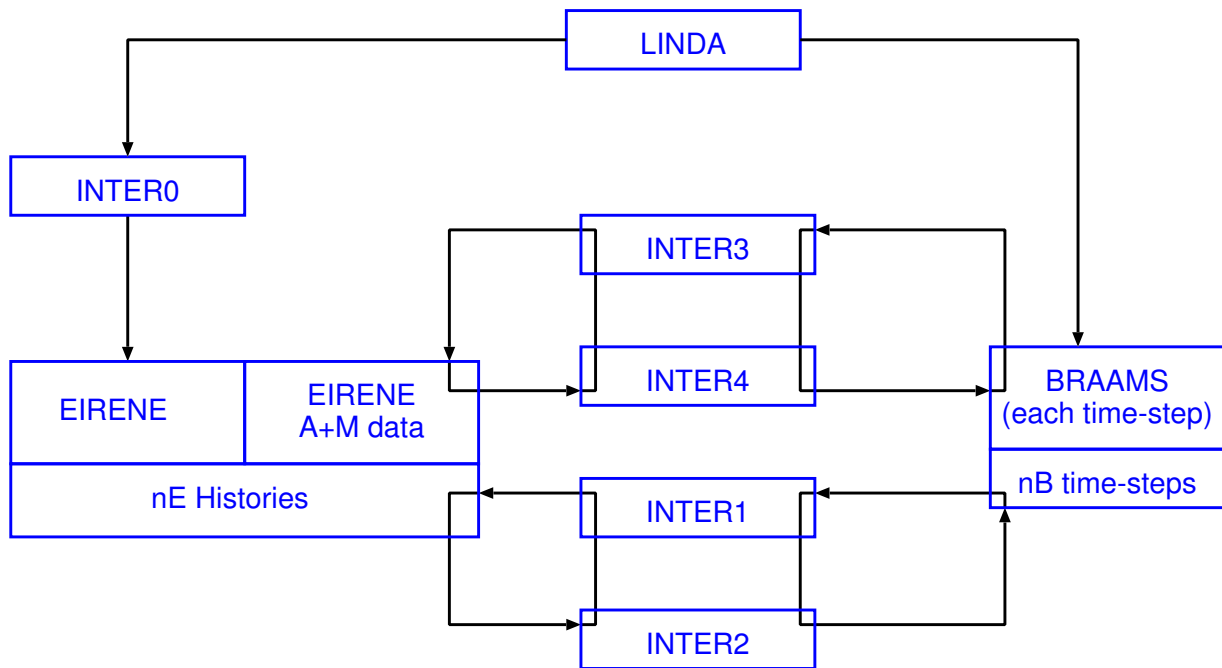 LINDA
INTER0
INTER3
INTER4
EIRENE
EIRENE
A+M data
BRAAMS
(each time-step)
nE Histories
nB time-steps
INTER1
INTER2